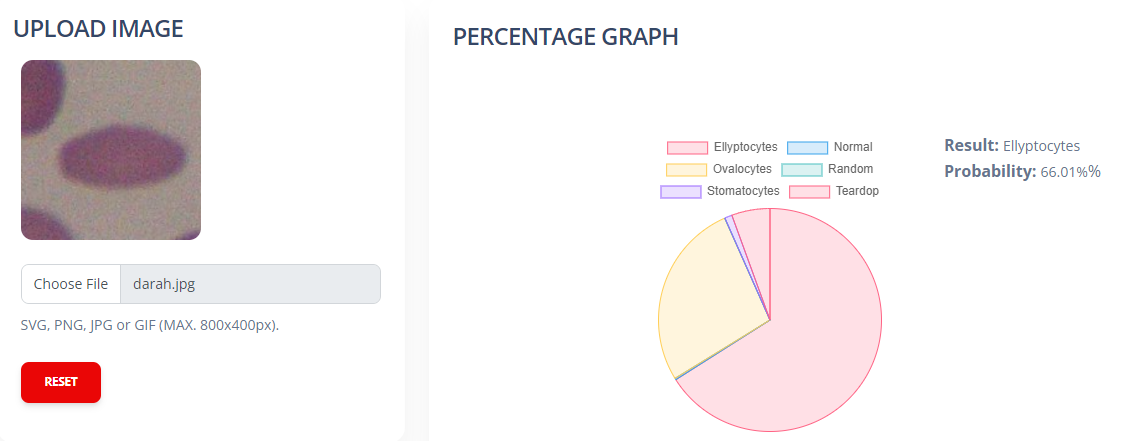 UPLOAD IMAGE
Choose File darah.jpg
SVG, PNG, JPG or GIF (MAX. 800x400px).
RESET
PERCENTAGE GRAPH
Ellyptocytes Normal
Ovalocytes Random
Stomatocytes Teardop
Result: Ellyptocytes
Probability: 66.01%%